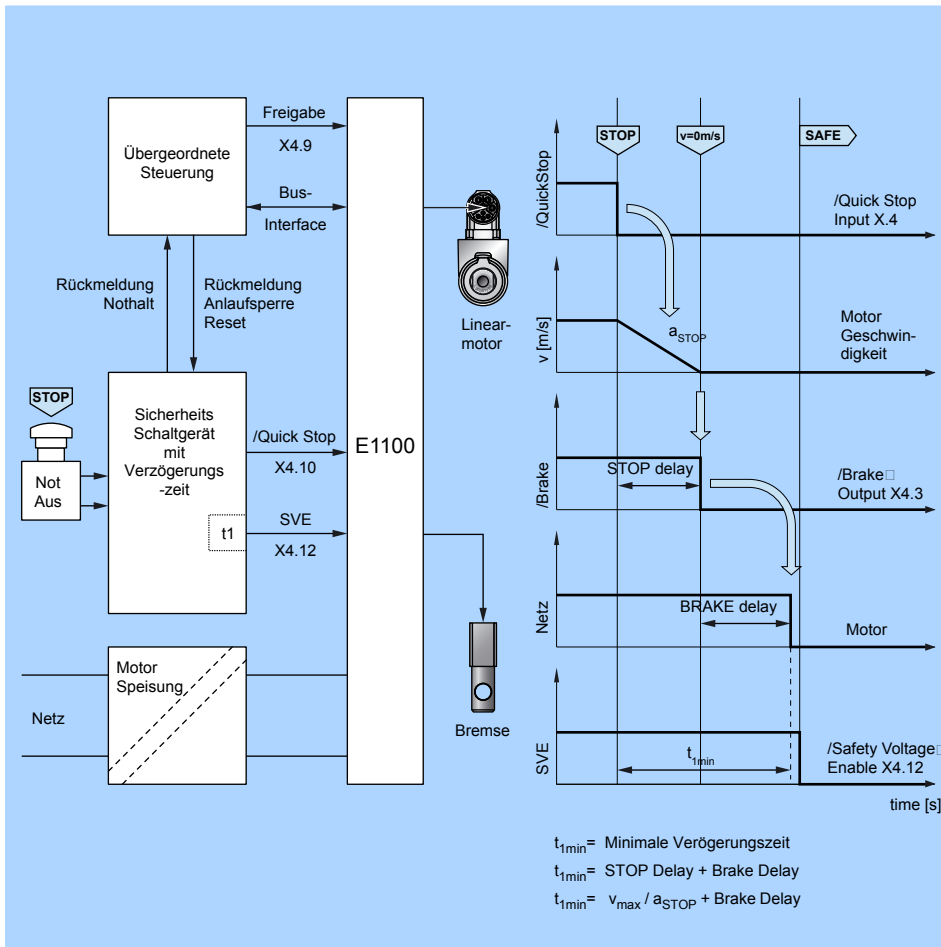 Übergeordnete
Steuerung
Freigabe
X4.9
Bus-
Interface
Rückmeldung
Nothalt
Rückmeldung
Anlaufsperre
Reset
STOP
Not
Aus
Sicherheits
Schaltgerät
mit
Verzögerungs
-zeit
t1
/Quick Stop
X4.10
SVE
X4.12
E1100
Linear-
motor
Bremse
Netz
Motor
Speisung
STOP
v=0m/s
SAFE
/QuickStop
/Quick Stop
Input X.4
v [m/s]
aSTOP
Motor
Geschwin-
digkeit
/Brake
STOP delay
/Brake□
Output X4.3
Netz
BRAKE delay
Motor
SVE
t1min
/Safety Voltage□
Enable X4.12
time [s]
t1min= Minimale Verögerungszeit
t1min= STOP Delay + Brake Delay
t1min= vmax / aSTOP + Brake Delay